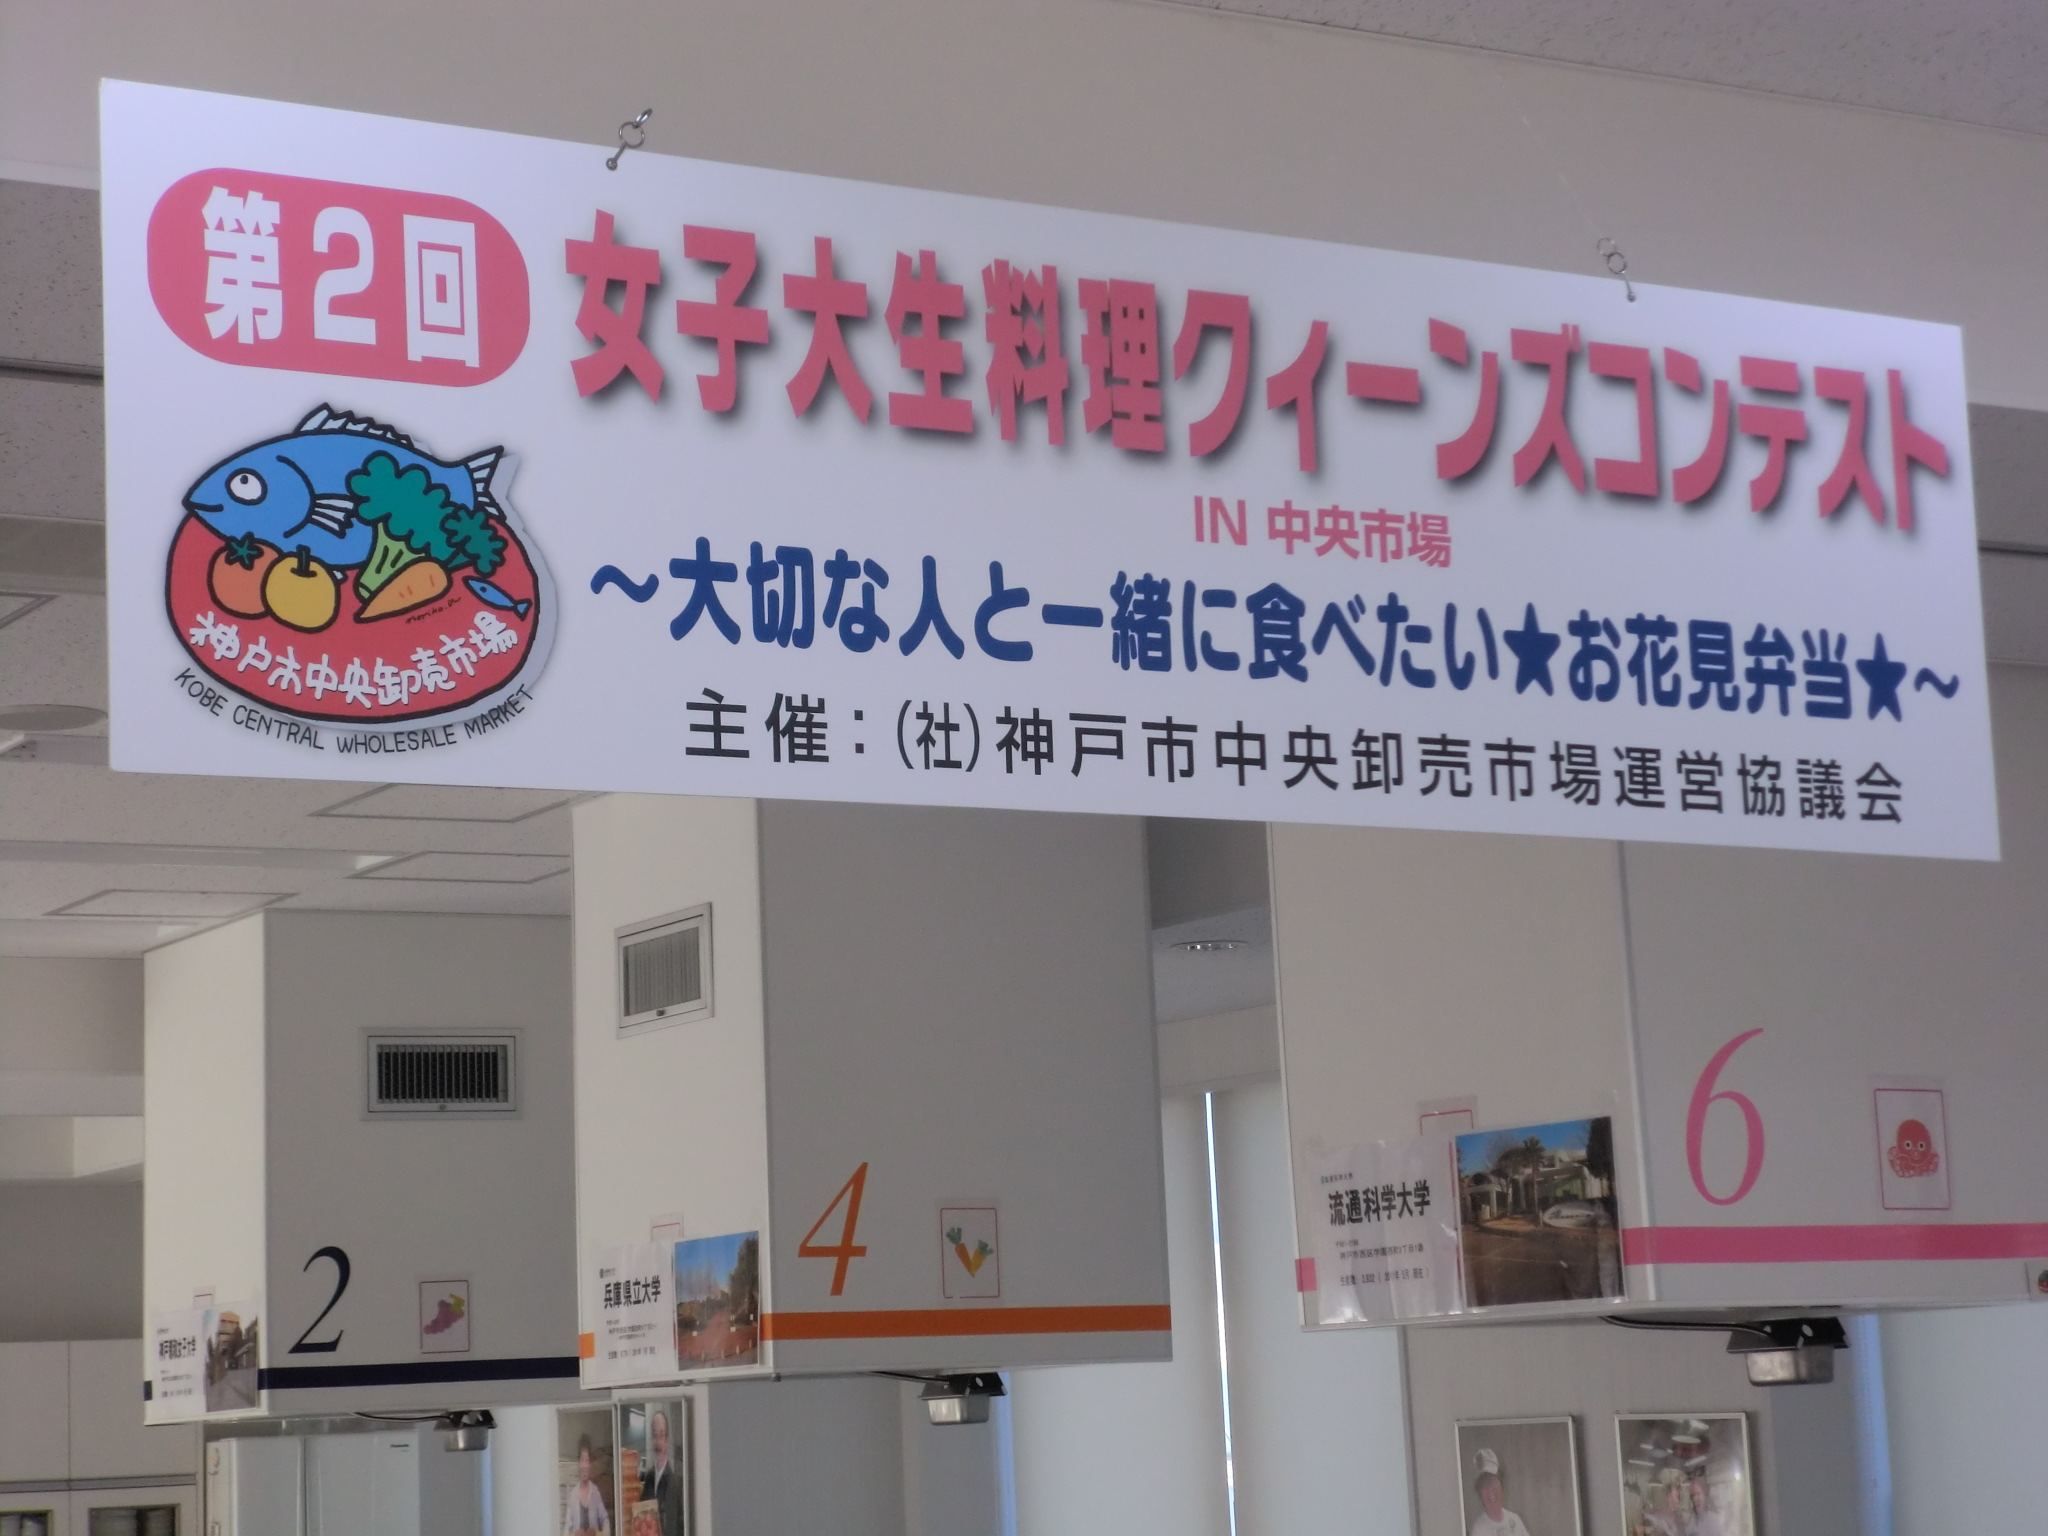 第2回
女子大生料理クィーンズコンテスト
IN 中央市場
～大切な人と一緒に食べたい★お花見弁当★～
主催：(社)神戸市中央卸売市場運営協議会
神戸市中央卸売市場
KOBE CENTRAL WHOLESALE MARKET
2
4
兵庫県立大学
6
流通科学大学